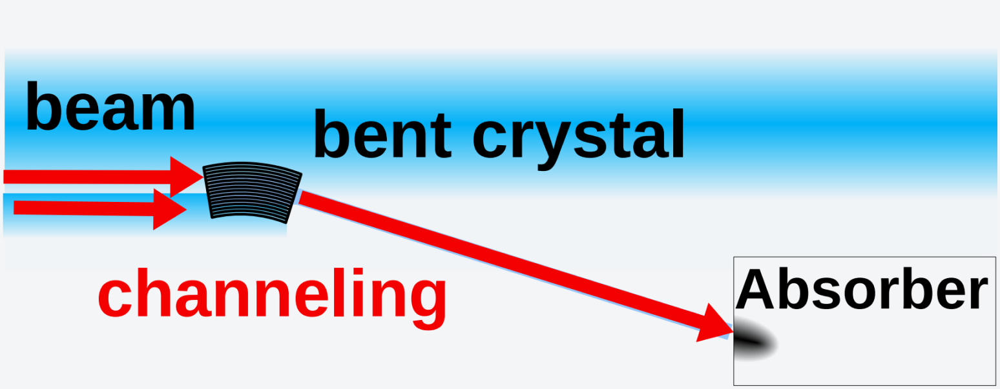 beam
bent crystal
channeling
Absorber